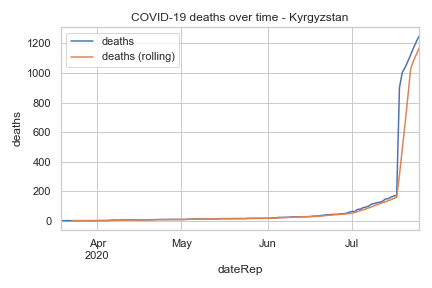 COVID-19 deaths over time - Kyrgyzstan
deaths
deaths (rolling)
1200
1000
800
600
400
200
0
deaths
Apr
2020
May
Jun
Jul
dateRep